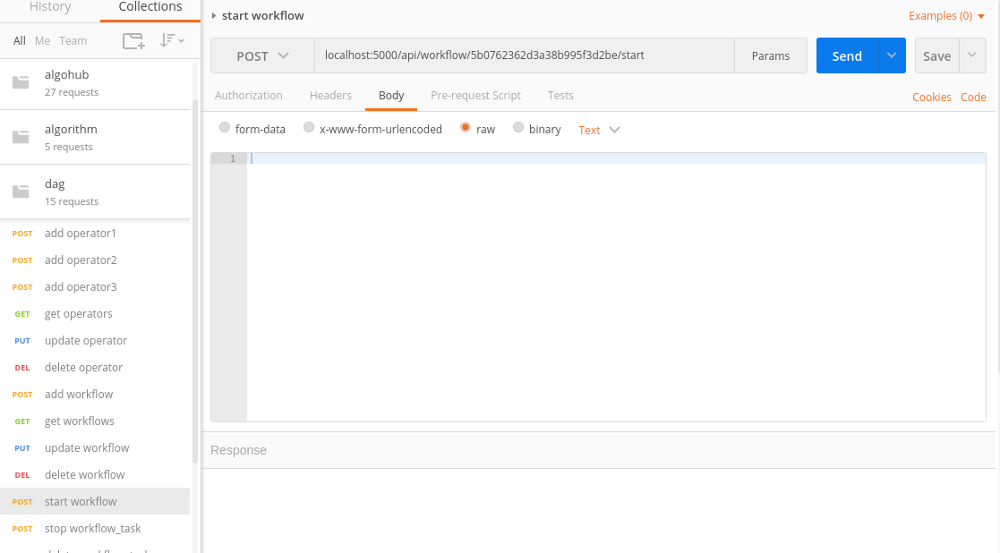 History Collections
All Me Team
algohub
27 requests
algorithm
5 requests
dag
15 requests
POST add operator1
POST add operator2
POST add operator3
GET get operators
PUT update operator
DEL delete operator
POST add workflow
GET get workflows
PUT update workflow
DEL delete workflow
POST start workflow
POST stop workflow_task
start workflow Examples (0)
POST localhost:5000/api/workflow/5b0762362d3a38b995f3d2be/start Params Send Save
Authorization Headers Body Pre-request Script Tests Cookies Code
form-data x-www-form-urlencoded raw binary Text
1
Response